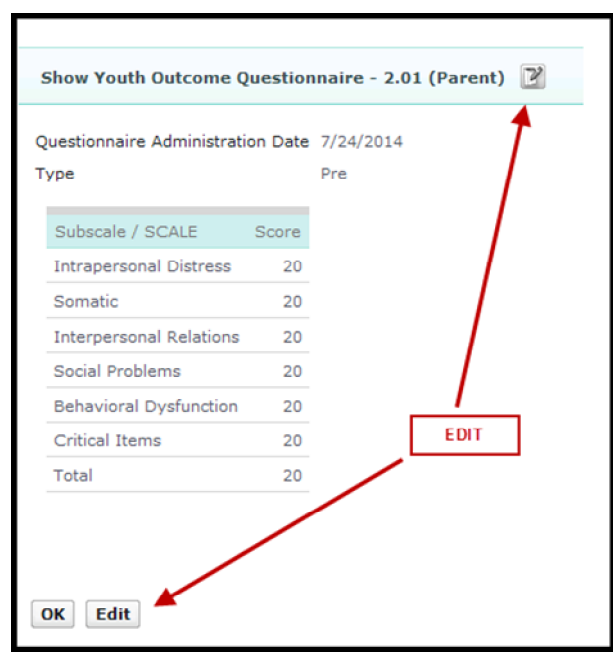 Show Youth Outcome Questionnaire - 2.01 (Parent)
Questionnaire Administration Date 7/24/2014
Type Pre
Subscale / SCALE Score
Intrapersonal Distress 20
Somatic 20
Interpersonal Relations 20
Social Problems 20
Behavioral Dysfunction 20
Critical Items 20
EDIT
Total 20
OK Edit